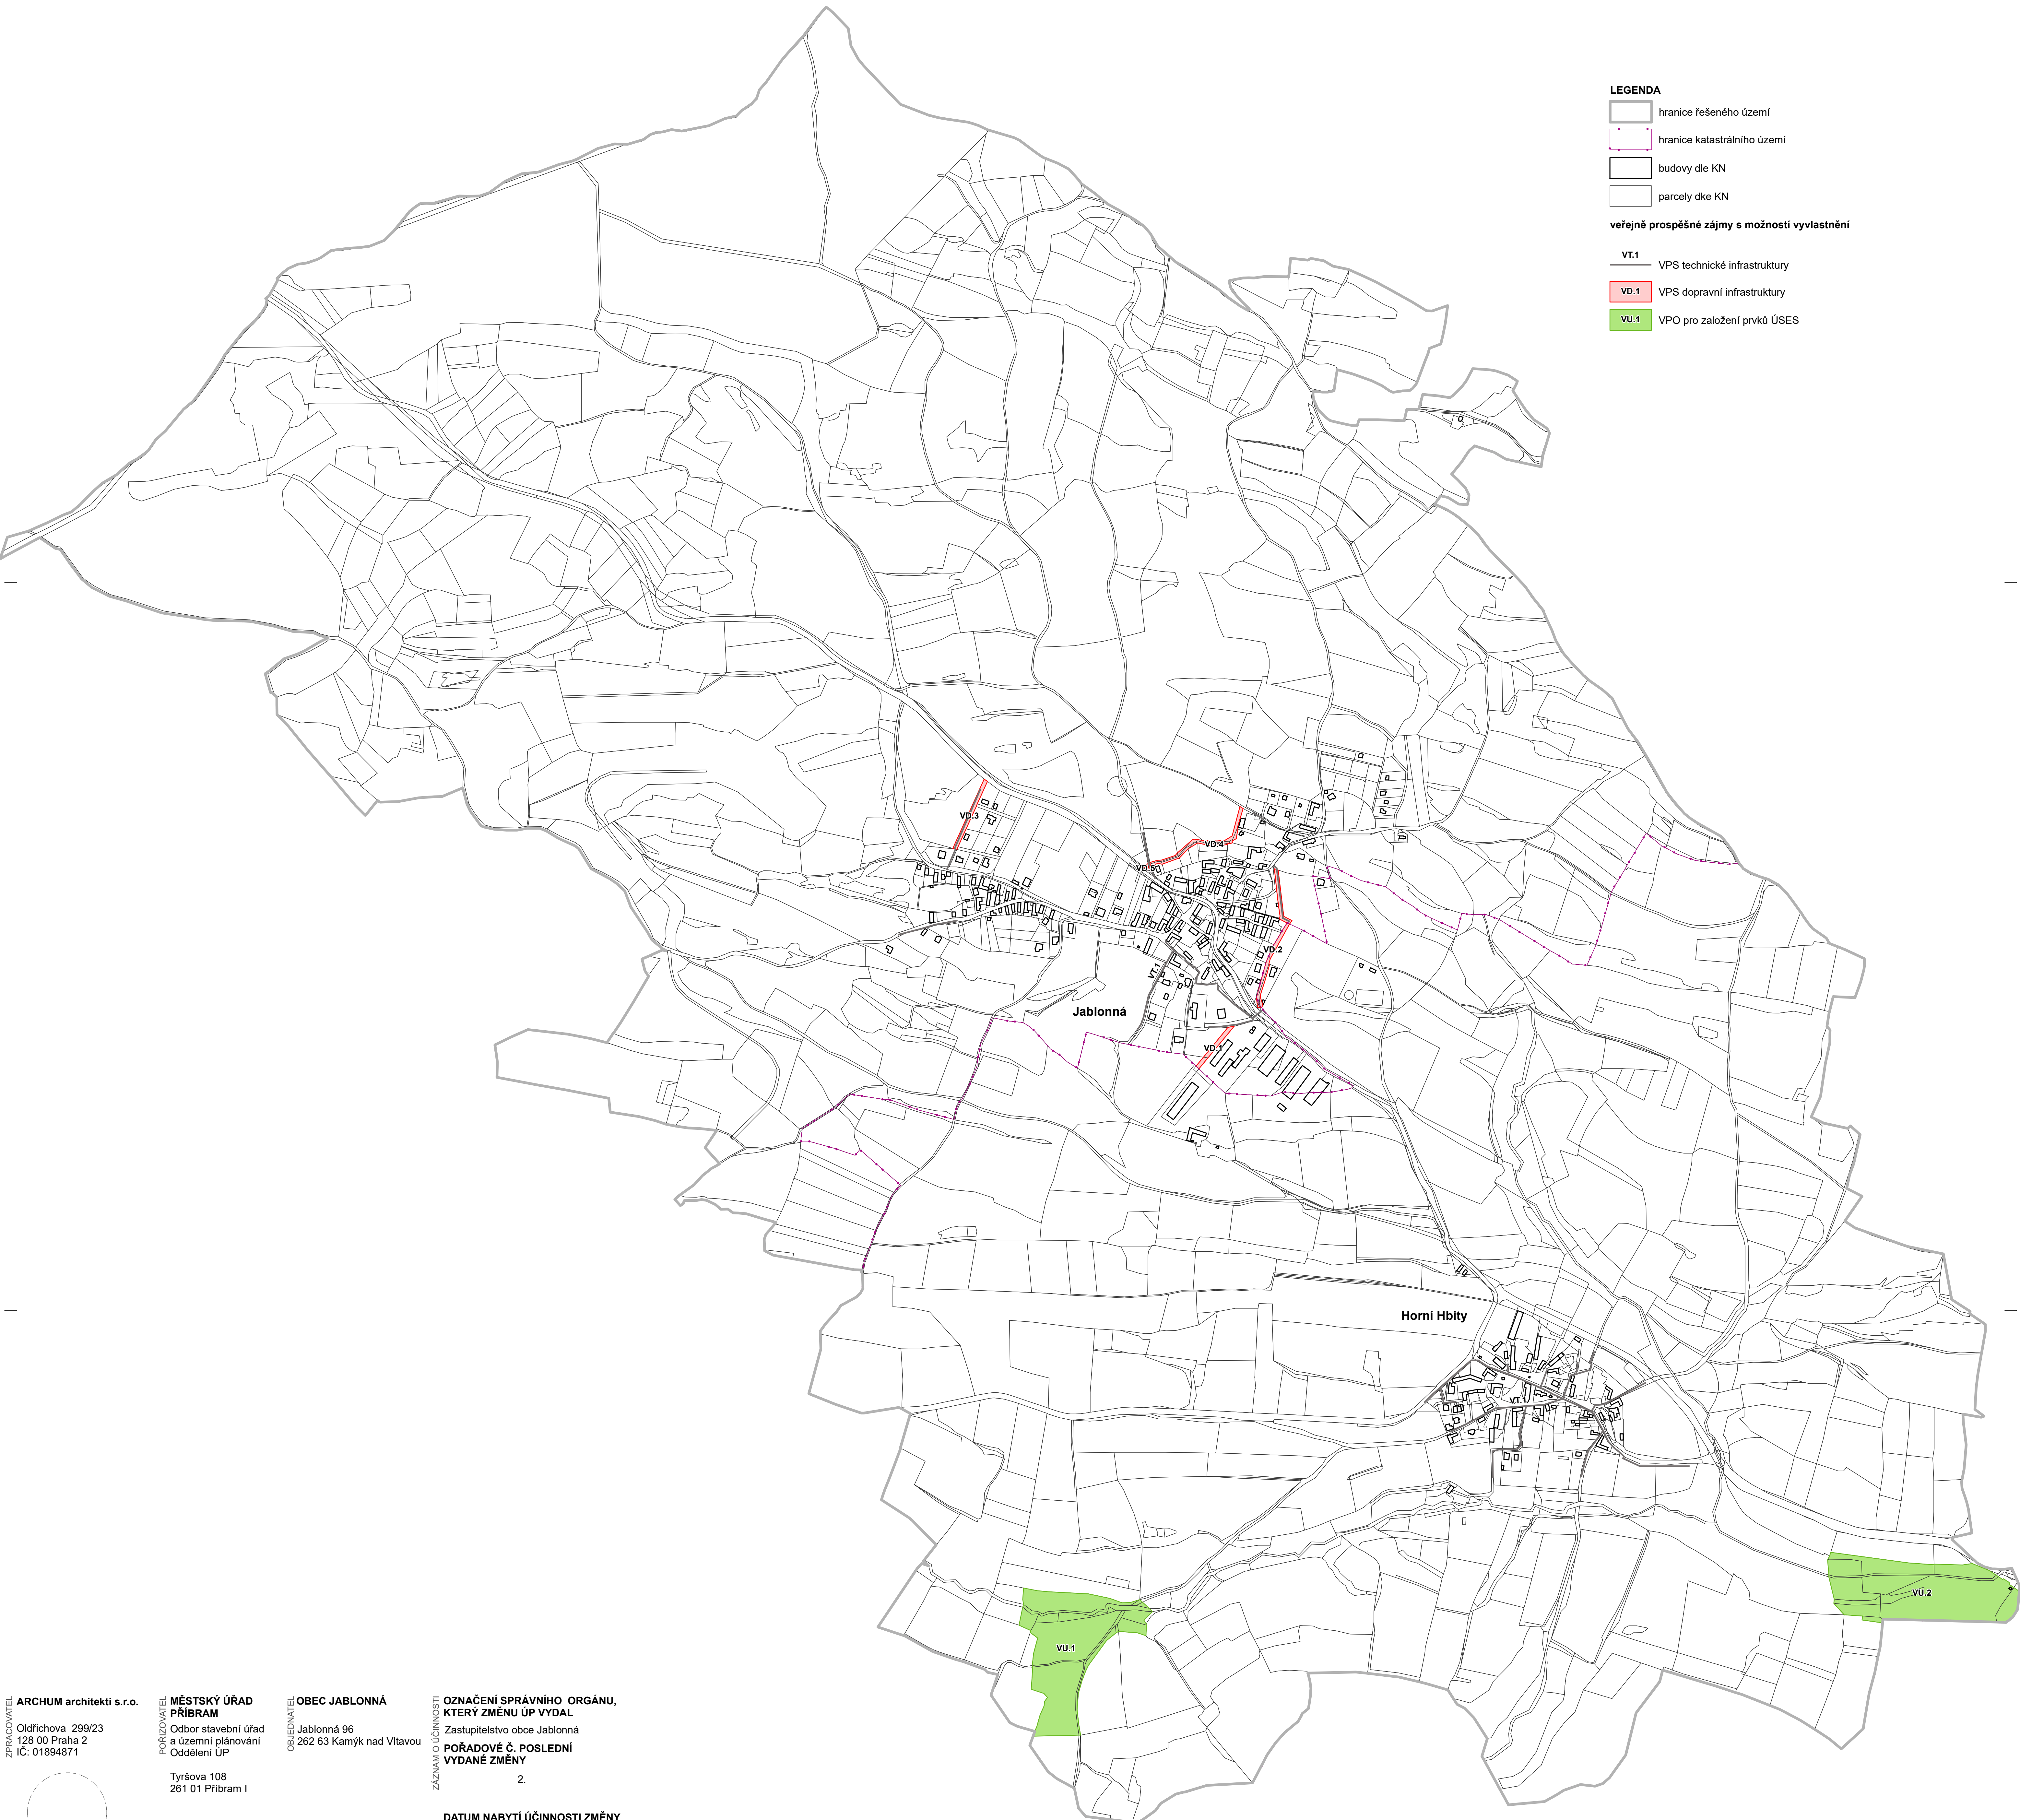 LEGENDA
hranice řešeného území
hranice katastrálního území
budovy dle KN
parcely dke KN
veřejně prospěšné zájmy s možností vyvlastnění
VT.1
VPS technické infrastruktury
VD.1
VPS dopravní infrastruktury
VU.1
VPO pro založení prvků ÚSES
VD.3
VD.4
VD.5
VD.2
VT.1
Jablonná
VD.1
Horní Hbity
VT.1
VU.2
VU.1
ZPRACOVATEL
ARCHUM architekti s.r.o.
Oldřichova 299/23
128 00 Praha 2
IČ: 01894871
POŘIZOVATEL
MĚSTSKÝ ÚŘAD
PŘÍBRAM
Odbor stavební úřad
a územní plánování
Oddělení ÚP
Tyršova 108
261 01 Příbram I
OBJEDNATEL
OBEC JABLONNÁ
Jablonná 96
262 63 Kamýk nad Vltavou
ZÁZNAM O ÚČINNOSTI
OZNAČENÍ SPRÁVNÍHO ORGÁNU,
KTERÝ ZMĚNU ÚP VYDAL
Zastupitelstvo obce Jablonná
POŘADOVÉ Č. POSLEDNÍ
VYDANÉ ZMĚNY
2.
DATUM NABYTÍ ÚČINNOSTI ZMĚNY